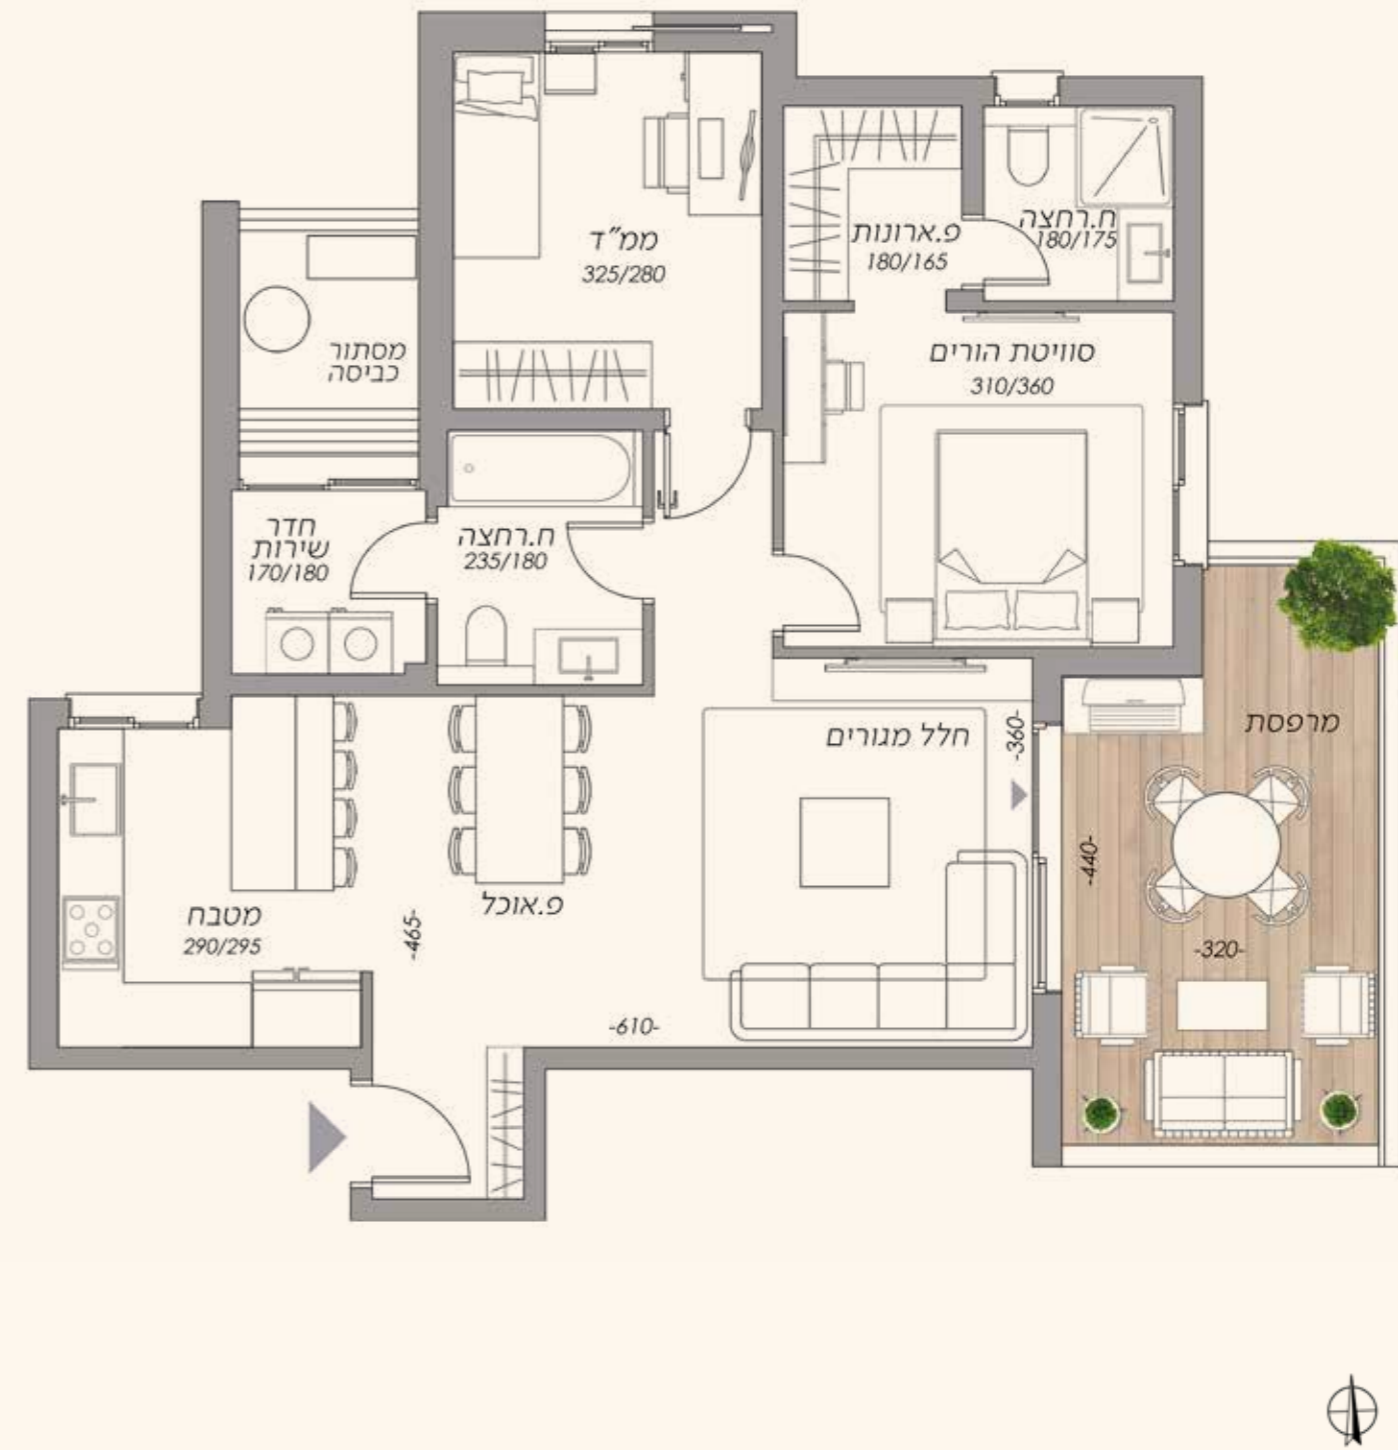 ממ״ד
325/280
פ.ארונות
180/165
ח.רחצה
180/175
מסתור
כביסה
סוויטת הורים
310/360
חדר
שירות
170/180
ח.רחצה
235/180
חלל מגורים
-360-
מרפסת
-440-
-320-
מטבח
290/295
פ.אוכל
-465-
-610-